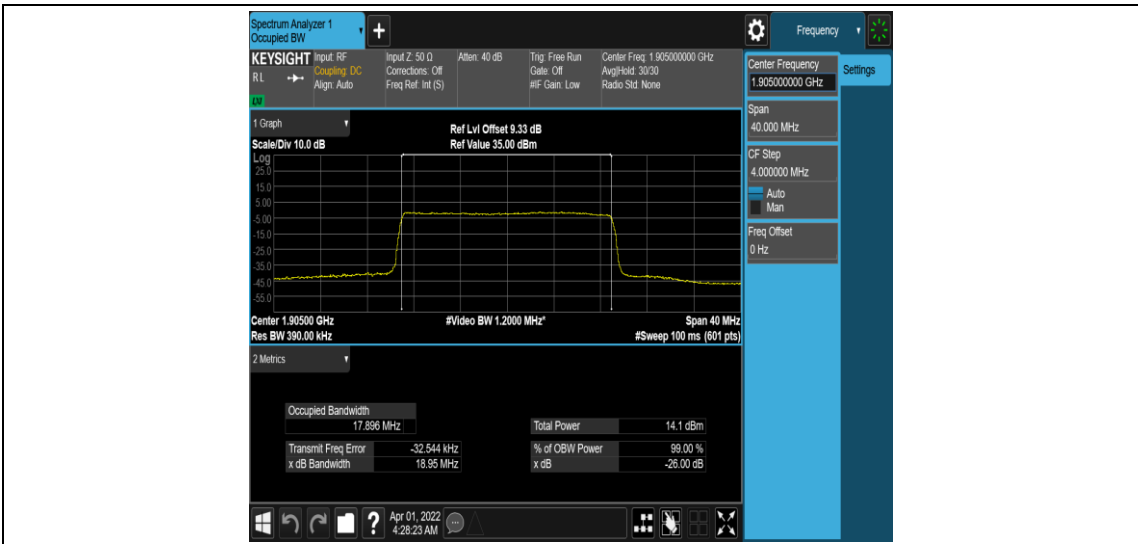 Spectrum Analyzer 1
Occupied BW
+
Frequency
KEYSIGHT
R L
LXI
Input: RF
Coupling: DC
Align: Auto
Input Z: 50 Ω
Corrections: Off
Freq Ref: Int (S)
Atten: 40 dB
Trig: Free Run
Gate: Off
#IF Gain: Low
Center Freq: 1.905000000 GHz
Avg|Hold: 30/30
Radio Std: None
Center Frequency
1.905000000 GHz
Settings
Span
40.000 MHz
CF Step
4.000000 MHz
Auto
Man
Freq Offset
0 Hz
1 Graph
Ref Lvl Offset 9.33 dB
Scale/Div 10.0 dB
Ref Value 35.00 dBm
Log
25.0
15.0
5.00
-5.00
-15.0
-25.0
-35.0
-45.0
-55.0
Center 1.90500 GHz
#Video BW 1.2000 MHz*
Span 40 MHz
Res BW 390.00 kHz
#Sweep 100 ms (601 pts)
2 Metrics
Occupied Bandwidth
17.896 MHz
Total Power 14.1 dBm
Transmit Freq Error -32.544 kHz
% of OBW Power 99.00 %
x dB Bandwidth 18.95 MHz
x dB -26.00 dB
?
Apr 01, 2022
4:28:23 AM